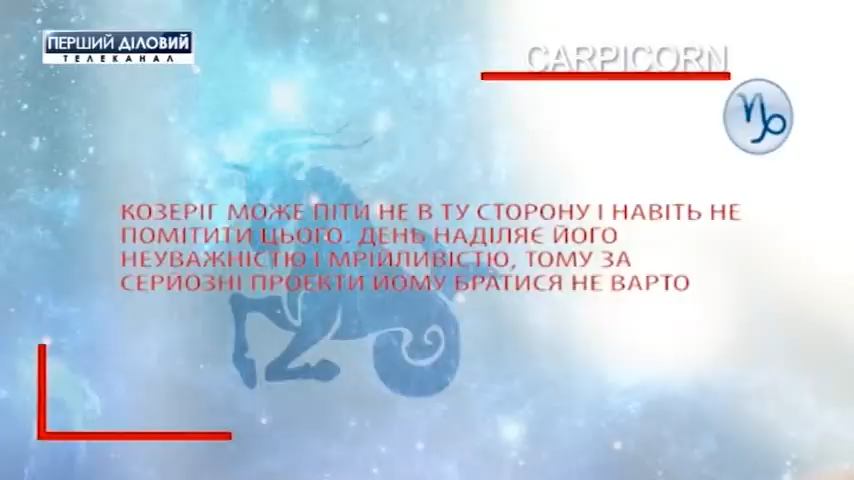 ПЕРШИЙ ДІЛОВИЙ
ТЕЛЕКАНАЛ
CARPICORN
КОЗЕРІГ МОЖЕ ПІТИ НЕ В ТУ СТОРОНУ І НАВІТЬ НЕ
ПОМІТИТИ ЦЬОГО. ДЕНЬ НАДІЛЯЄ ЙОГО
НЕУВАЖНІСТЮ І МРІЙЛИВІСТЮ, ТОМУ ЗА
СЕРЙОЗНІ ПРОЕКТИ ЙОМУ БРАТИСЯ НЕ ВАРТО